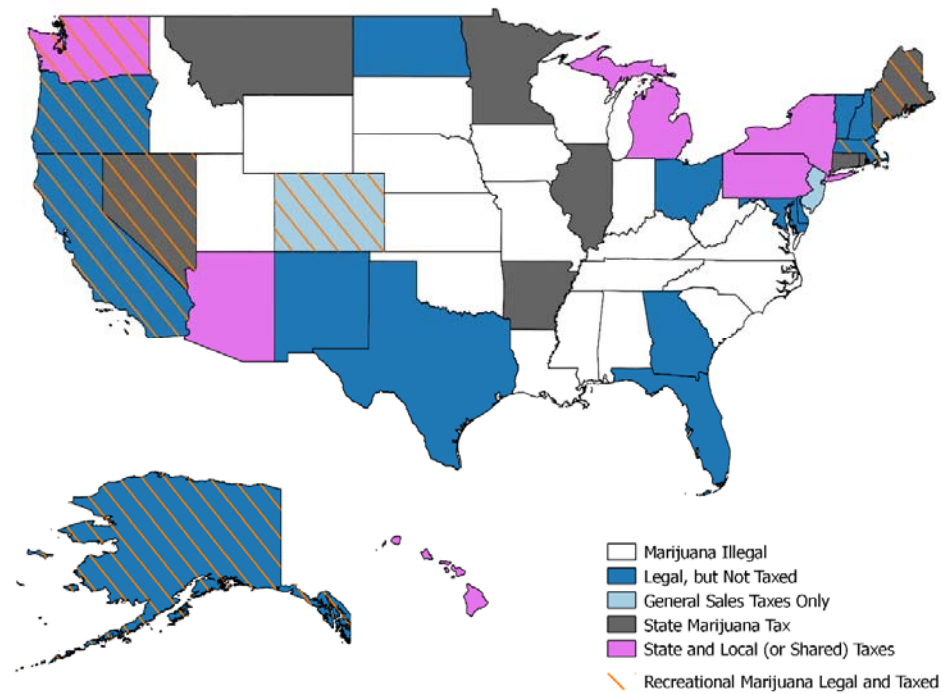 Marijuana Illegal
Legal, but Not Taxed
General Sales Taxes Only
State Marijuana Tax
State and Local (or Shared) Taxes
Recreational Marijuana Legal and Taxed